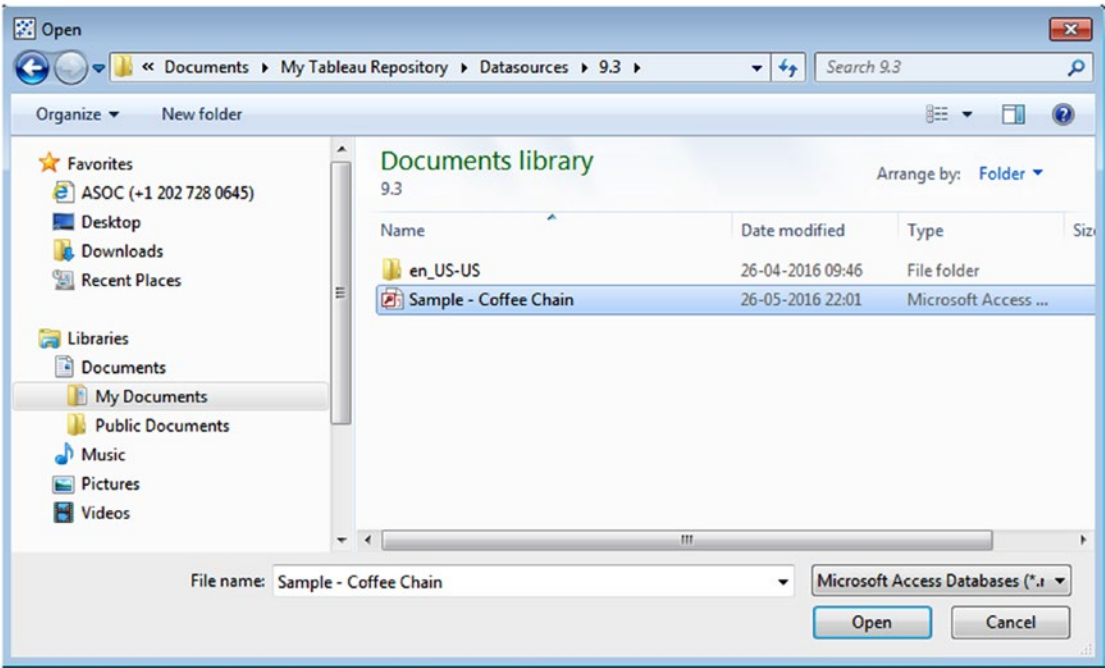 Open
« Documents ▸ My Tableau Repository ▸ Datasources ▸ 9.3 ▸
Search 9.3
Organize ▾ New folder
Favorites
ASOC (+1 202 728 0645)
Desktop
Downloads
Recent Places
Libraries
Documents
My Documents
Public Documents
Music
Pictures
Videos
Documents library
9.3
Arrange by: Folder ▾
Name Date modified Type Size
en_US-US 26-04-2016 09:46 File folder
Sample - Coffee Chain 26-05-2016 22:01 Microsoft Access ...
File name: Sample - Coffee Chain
Microsoft Access Databases (*.
Open Cancel